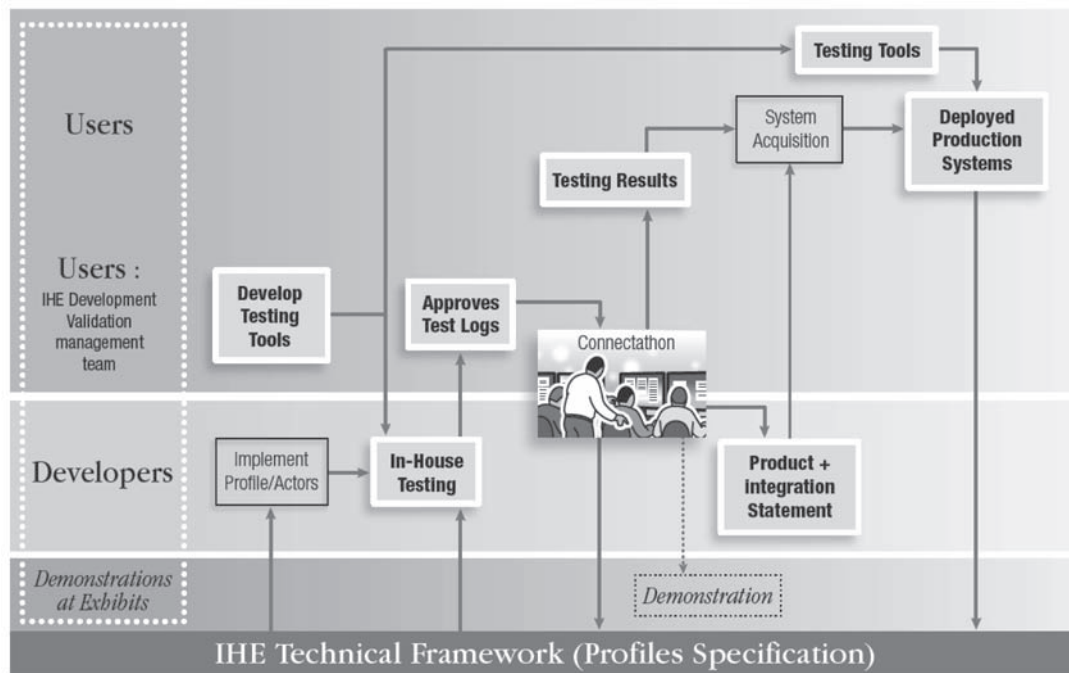 Users
Users :
IHE Development
Validation
management
team
Developers
Demonstrations
at Exhibits
Develop
Testing
Tools
Approves
Test Logs
Testing Results
Testing Tools
System
Acquisition
Deployed
Production
Systems
Connectathon
Implement
Profile/Actors
In-House
Testing
Product +
integration
Statement
Demonstration
IHE Technical Framework (Profiles Specification)